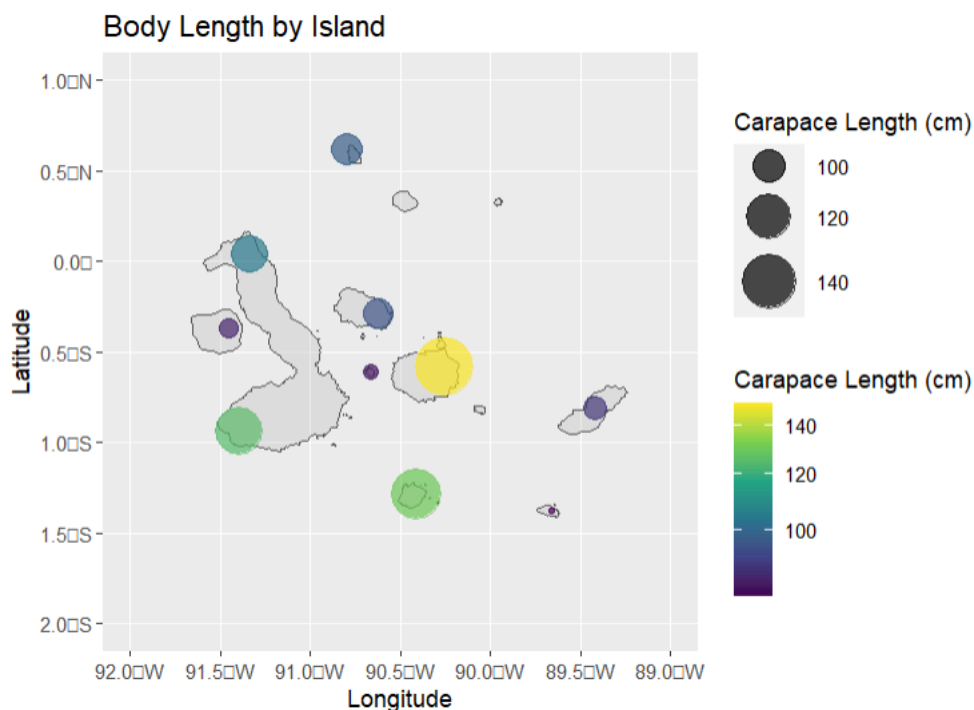 Body Length by Island
1.0□N
0.5□N
0.0□
0.5□S
1.0□S
1.5□S
2.0□S
Latitude
92.0□W 91.5□W 91.0□W 90.5□W 90.0□W 89.5□W 89.0□W
Longitude
Carapace Length (cm)
100
120
140
Carapace Length (cm)
140
120
100